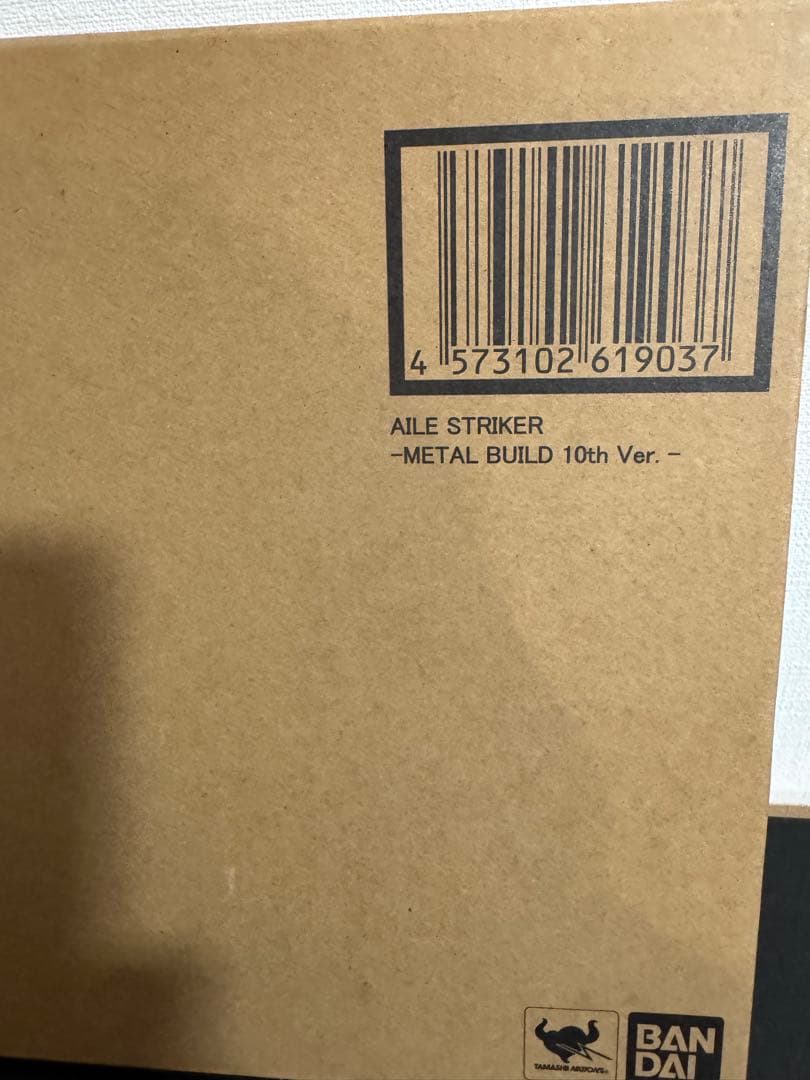 4 573102 619037
AILE STRIKER
-METAL BUILD 10th Ver. -
TAMASHII NATIONS
BAN
DAI